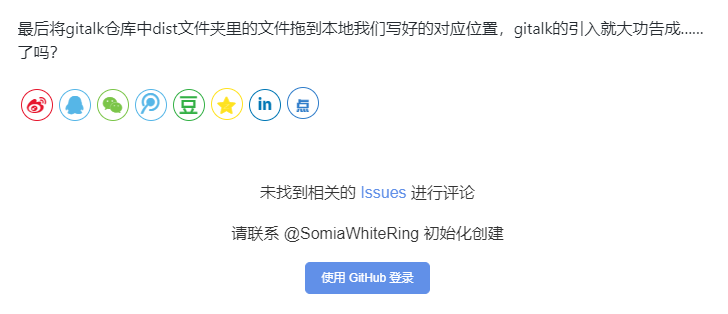 最后将gitalk仓库中dist文件夹里的文件拖到本地我们写好的对应位置，gitalk的引入就大功告成……
了吗？
豆 in 点
未找到相关的 Issues 进行评论
请联系 @SomiaWhiteRing 初始化创建
使用 GitHub 登录